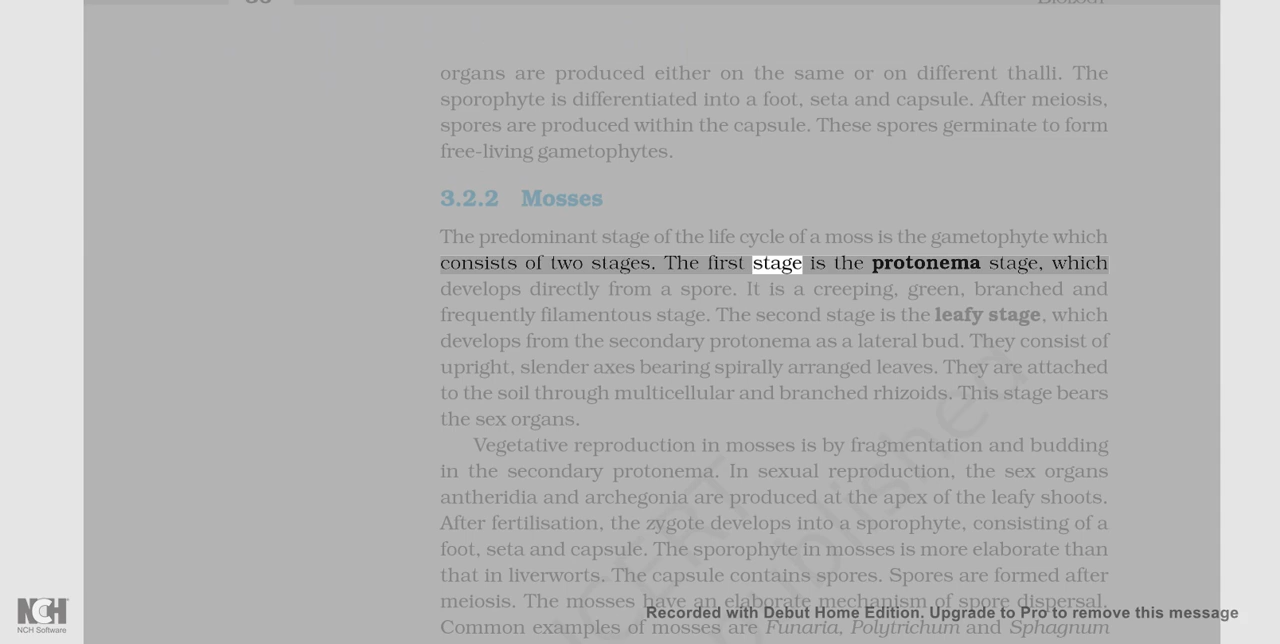 organs are produced either on the same or on different thalli. The
sporophyte is differentiated into a foot, seta and capsule. After meiosis,
spores are produced within the capsule. These spores germinate to form
free-living gametophytes.
3.2.2 Mosses
The predominant stage of the life cycle of a moss is the gametophyte which
consists of two stages. The first stage is the protonema stage, which
develops directly from a spore. It is a creeping, green, branched and
frequently filamentous stage. The second stage is the leafy stage, which
develops from the secondary protonema as a lateral bud. They consist of
upright, slender axes bearing spirally arranged leaves. They are attached
to the soil through multicellular and branched rhizoids. This stage bears
the sex organs.
Vegetative reproduction in mosses is by fragmentation and budding
in the secondary protonema. In sexual reproduction, the sex organs
antheridia and archegonia are produced at the apex of the leafy shoots.
After fertilisation, the zygote develops into a sporophyte, consisting of a
foot, seta and capsule. The sporophyte in mosses is more elaborate than
that in liverworts. The capsule contains spores. Spores are formed after
meiosis. The mosses have an elaborate mechanism of spore dispersal.
Common examples of mosses are Funaria, Polytrichum and Sphagnum
Recorded with Debut Home Edition. Upgrade to Pro to remove this message
NCH
NCH Software